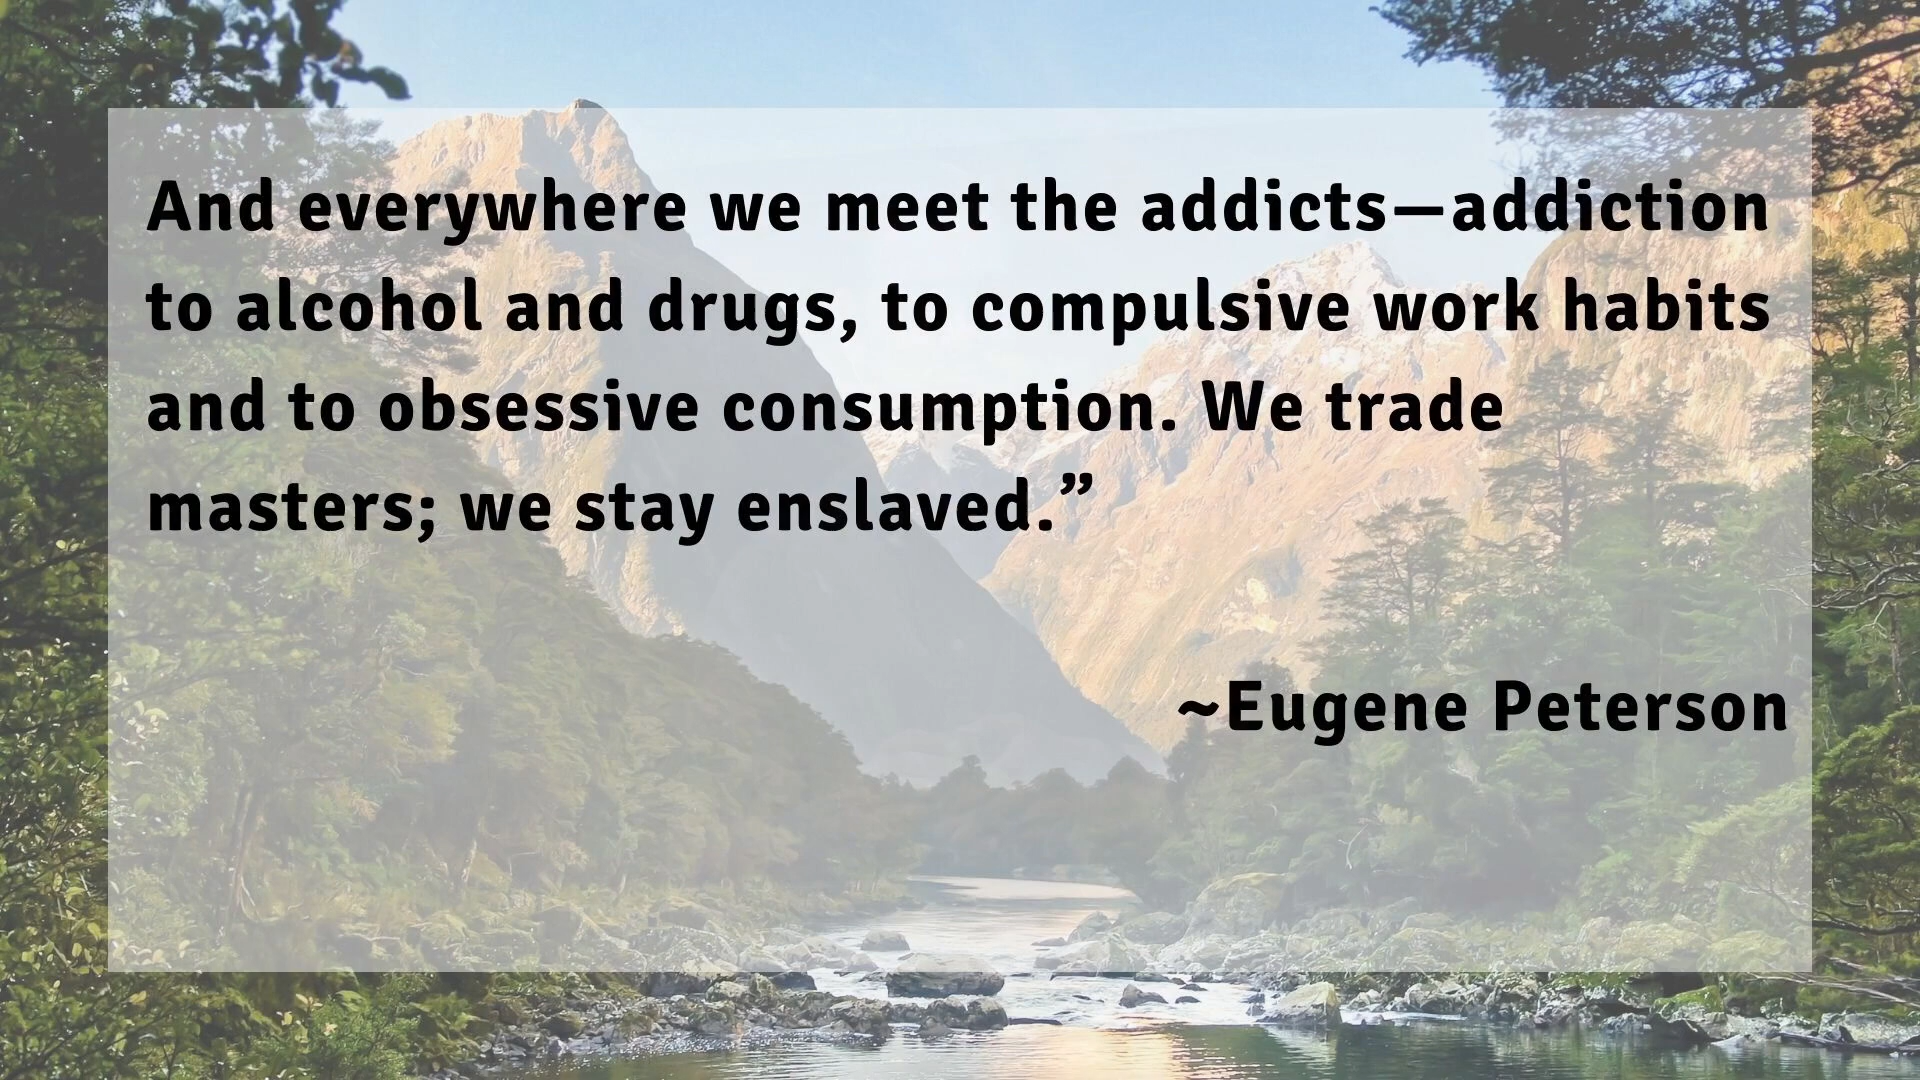 And everywhere we meet the addicts—addiction
to alcohol and drugs, to compulsive work habits
and to obsessive consumption. We trade
masters; we stay enslaved.”
~Eugene Peterson